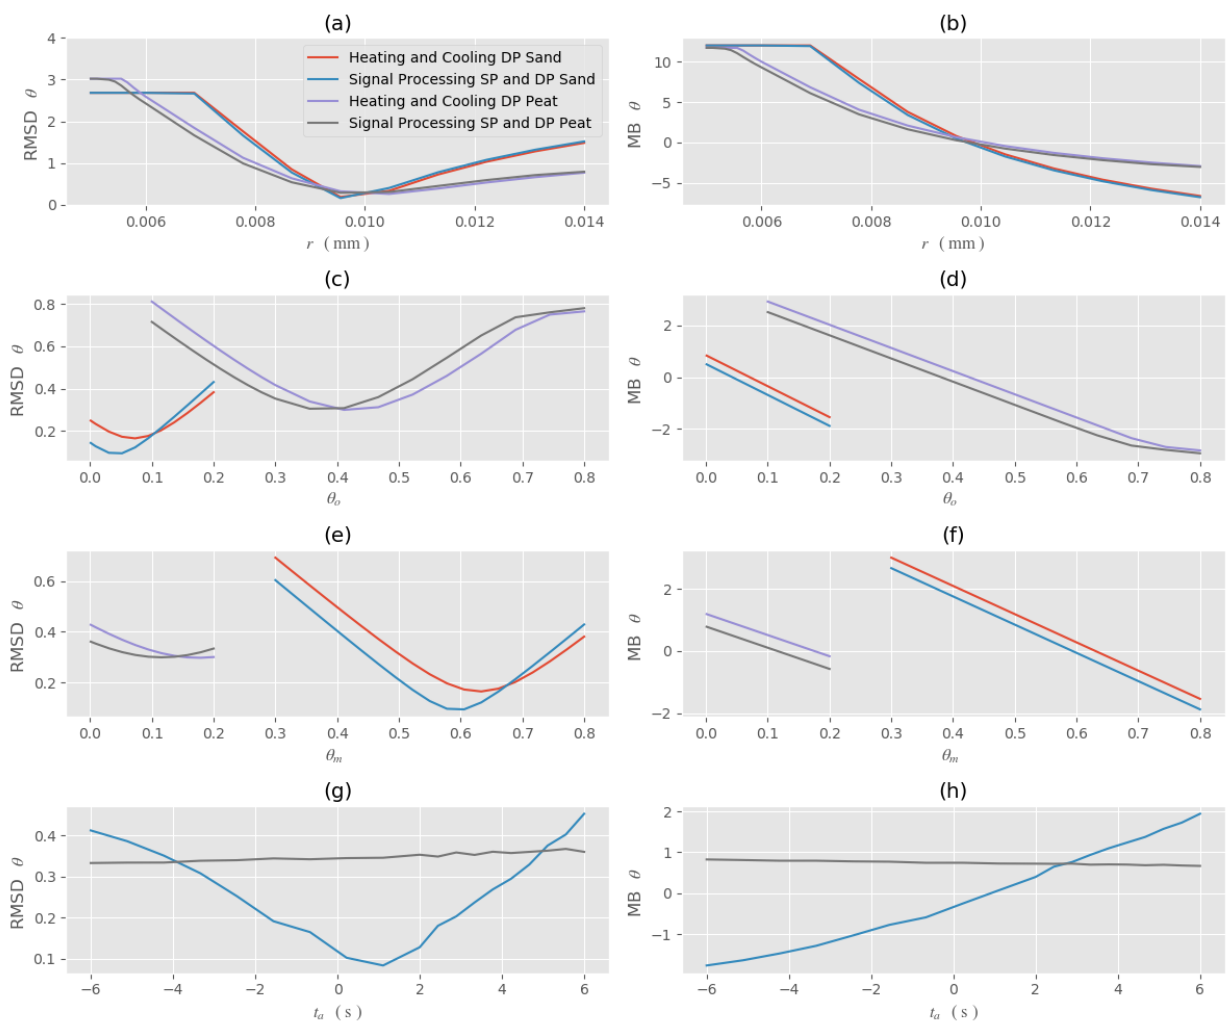 (a)
RMSD θ
4
3
2
1
0
Heating and Cooling DP Sand
Signal Processing SP and DP Sand
Heating and Cooling DP Peat
Signal Processing SP and DP Peat
0.006 0.008 0.010 0.012 0.014
r (mm)
(b)
MB θ
10
5
0
−5
0.006 0.008 0.010 0.012 0.014
r (mm)
(c)
RMSD θ
0.8
0.6
0.4
0.2
0.0 0.1 0.2 0.3 0.4 0.5 0.6 0.7 0.8
θo
(d)
MB θ
2
0
−2
0.0 0.1 0.2 0.3 0.4 0.5 0.6 0.7 0.8
θo
(e)
RMSD θ
0.6
0.4
0.2
0.0 0.1 0.2 0.3 0.4 0.5 0.6 0.7 0.8
θm
(f)
MB θ
2
0
−2
0.0 0.1 0.2 0.3 0.4 0.5 0.6 0.7 0.8
θm
(g)
RMSD θ
0.4
0.3
0.2
0.1
−6 −4 −2 0 2 4 6
ta (s)
(h)
MB θ
2
1
0
−1
−6 −4 −2 0 2 4 6
ta (s)